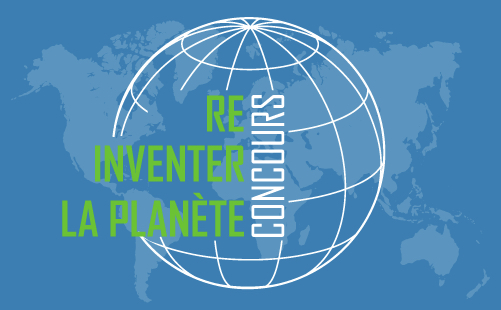 RE
INVENTER
LA PLANÈTE
CONCOURS